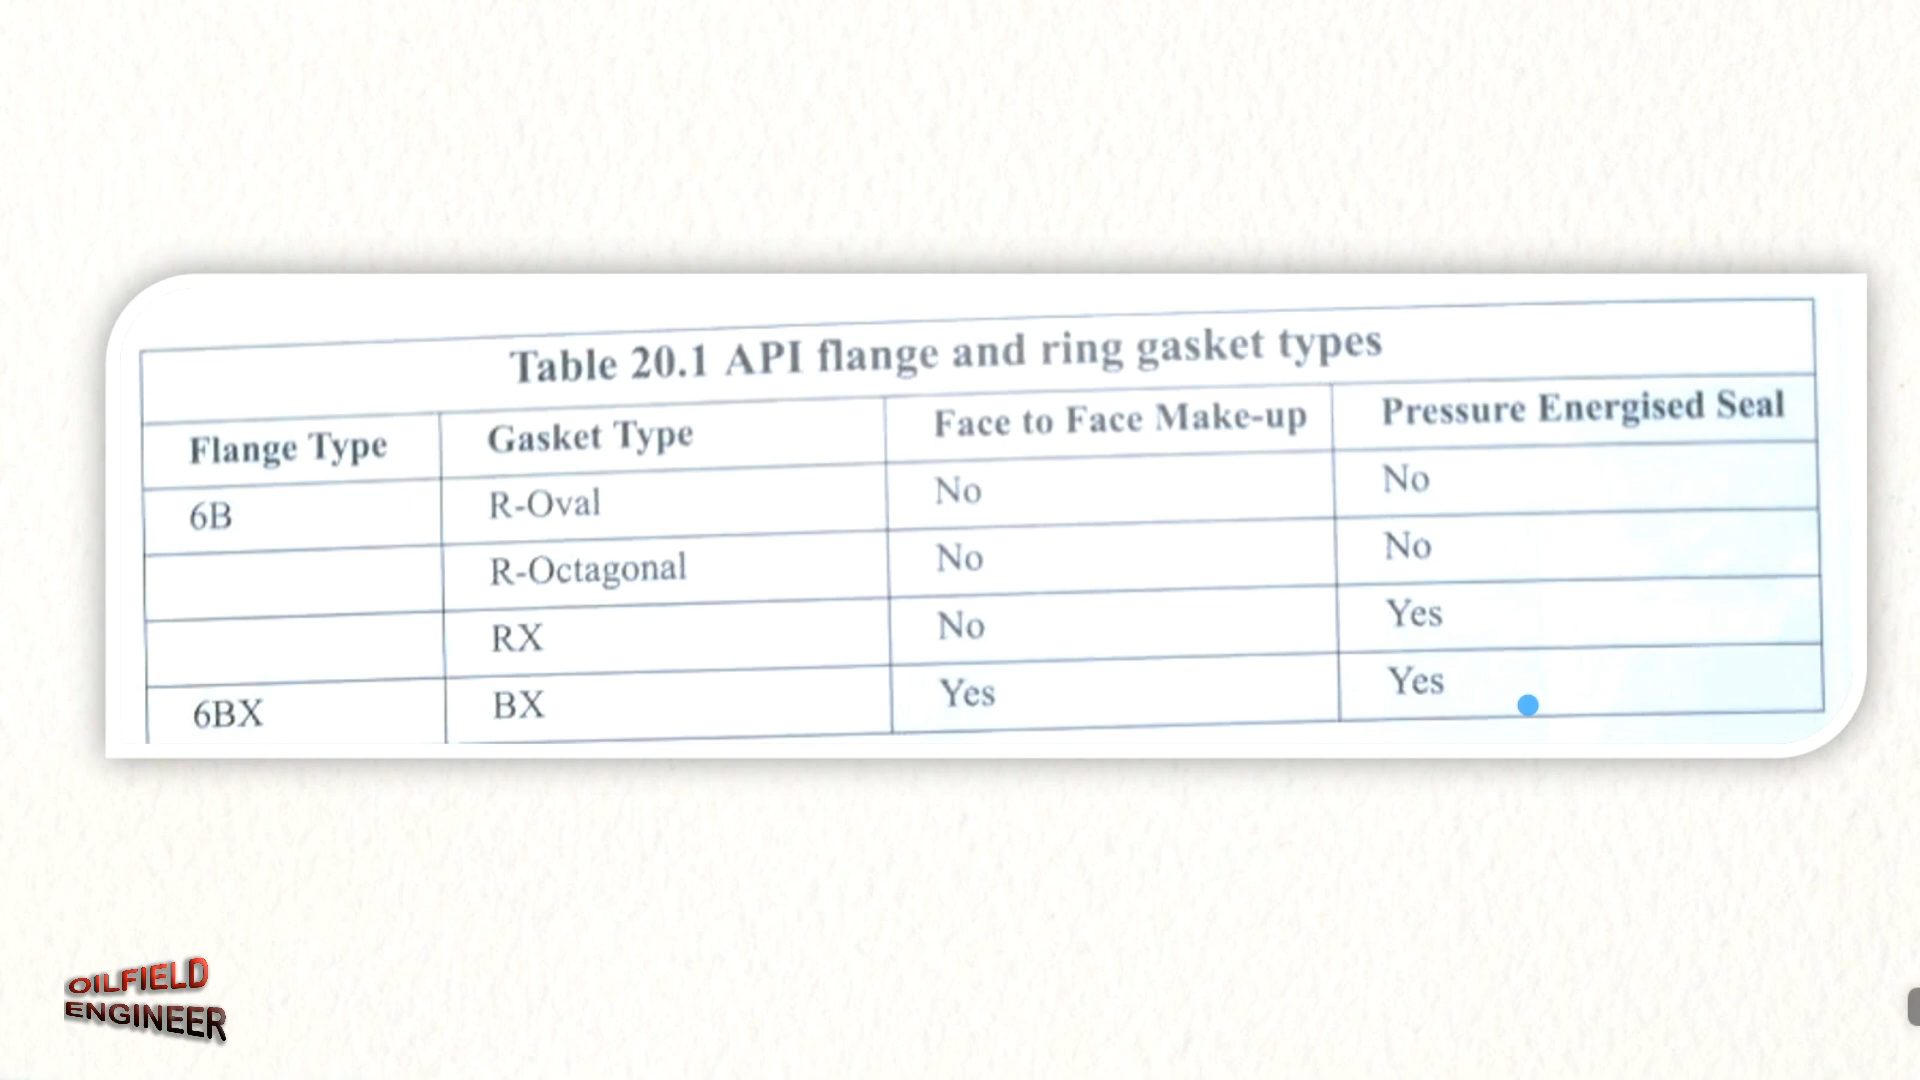 Table 20.1 API flange and ring gasket types
Flange Type Gasket Type Face to Face Make-up Pressure Energised Seal
6B R-Oval No No
R-Octagonal No No
RX No Yes
6BX BX Yes Yes
OILFIELD
ENGINEER